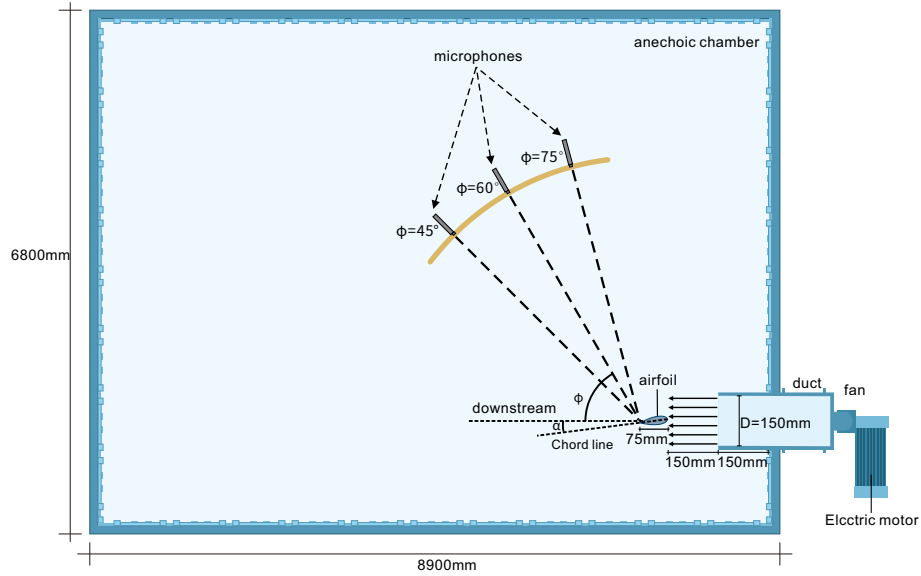 anechoic chamber
microphones
ϕ=75°
ϕ=60°
ϕ=45°
6800mm
airfoil
duct
fan
ϕ
downstream
α
D=150mm
Chord line
75mm
150mm 150mm
Elcctric motor
8900mm